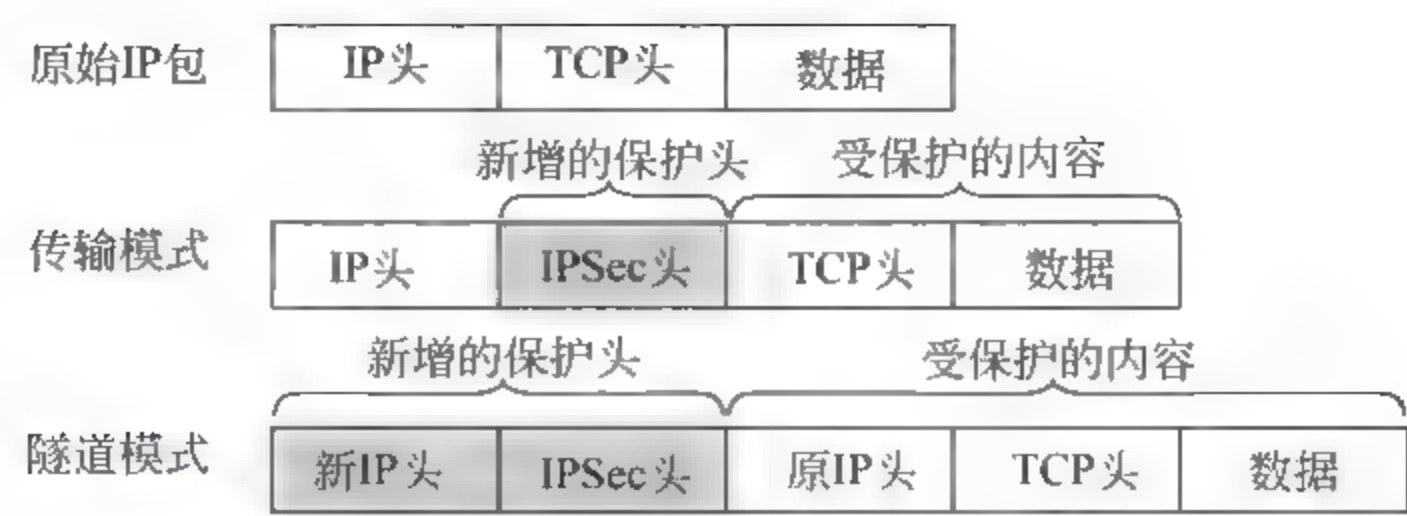 原始IP包 IP头 TCP头 数据
新增的保护头 受保护的内容
传输模式 IP头 IPSec头 TCP头 数据
新增的保护头 受保护的内容
隧道模式 新IP头 IPSec头 原IP头 TCP头 数据